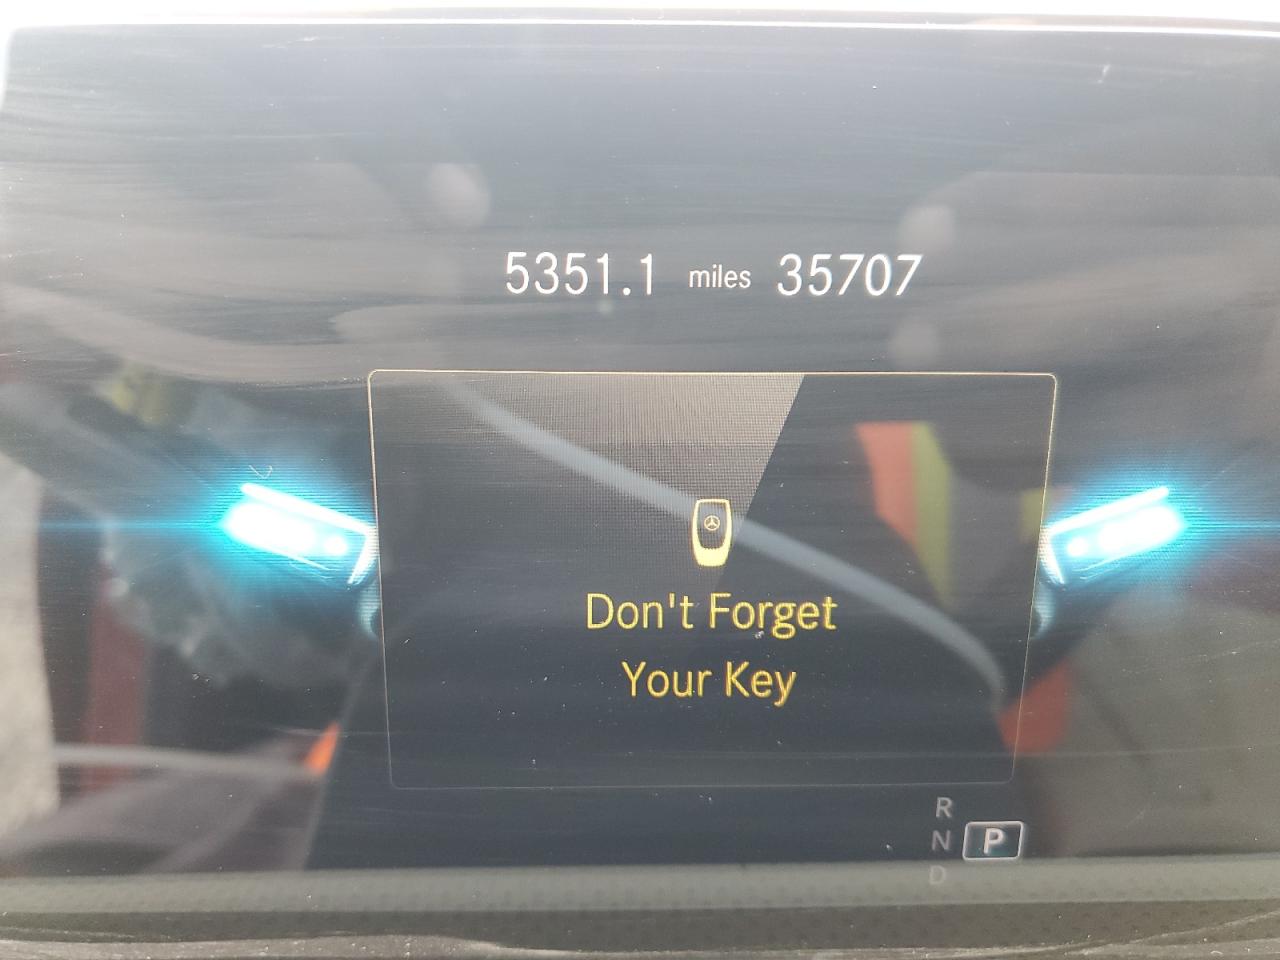 5351.1 miles 35707
Don't Forget
Your Key
R
N P
D